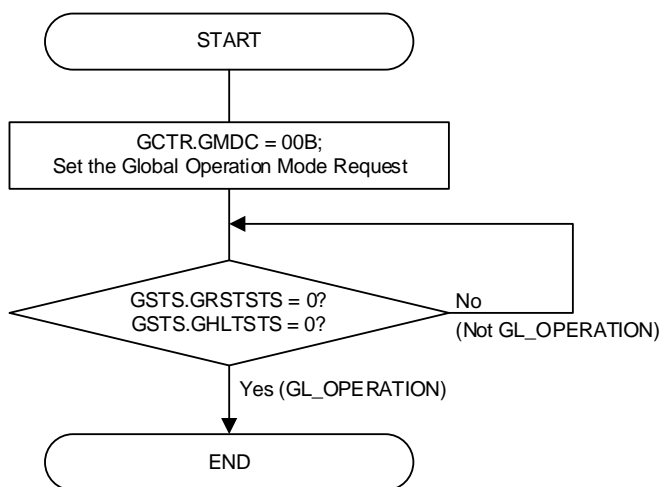 START
GCTR.GMDC = 00B;
Set the Global Operation Mode Request
GSTS.GRSTSTS = 0?
GSTS.GHLTSTS = 0?
No
(Not GL_OPERATION)
Yes (GL_OPERATION)
END